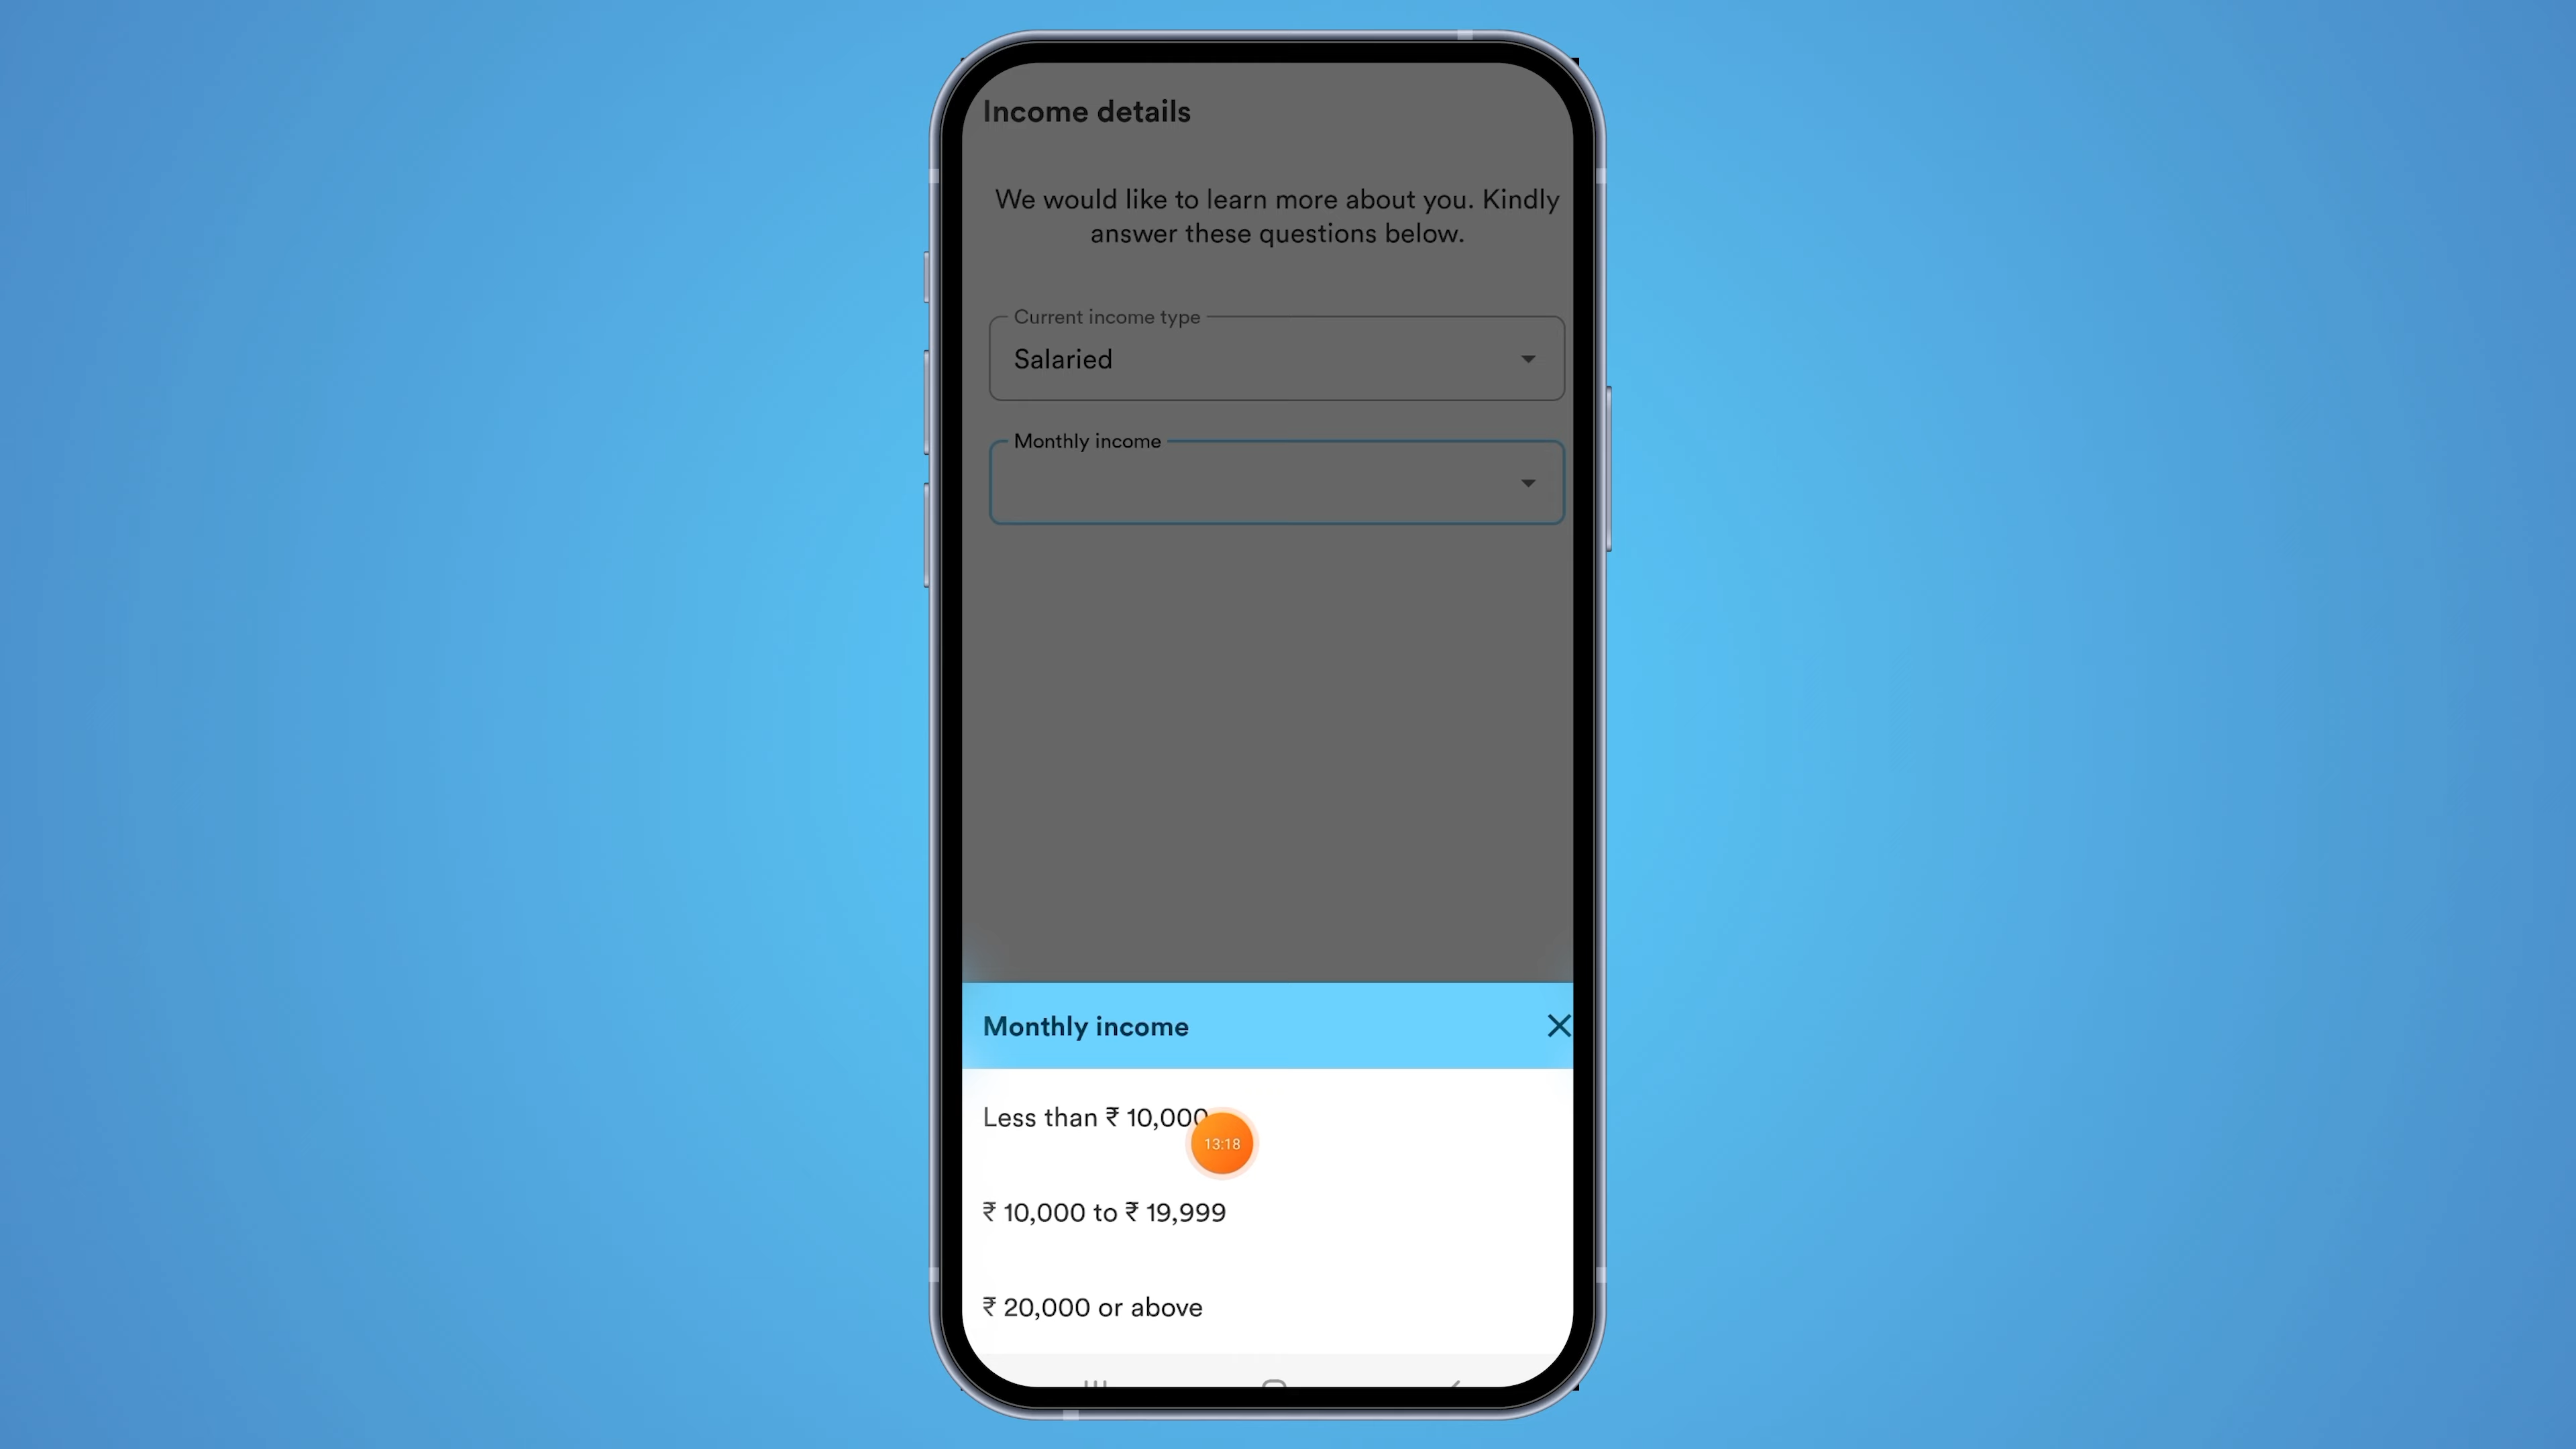 Income details
We would like to learn more about you. Kindly
answer these questions below.
Current income type
Salaried
Monthly income
Monthly income
Less than ₹ 10,000
13:18
₹ 10,000 to ₹ 19,999
₹ 20,000 or above